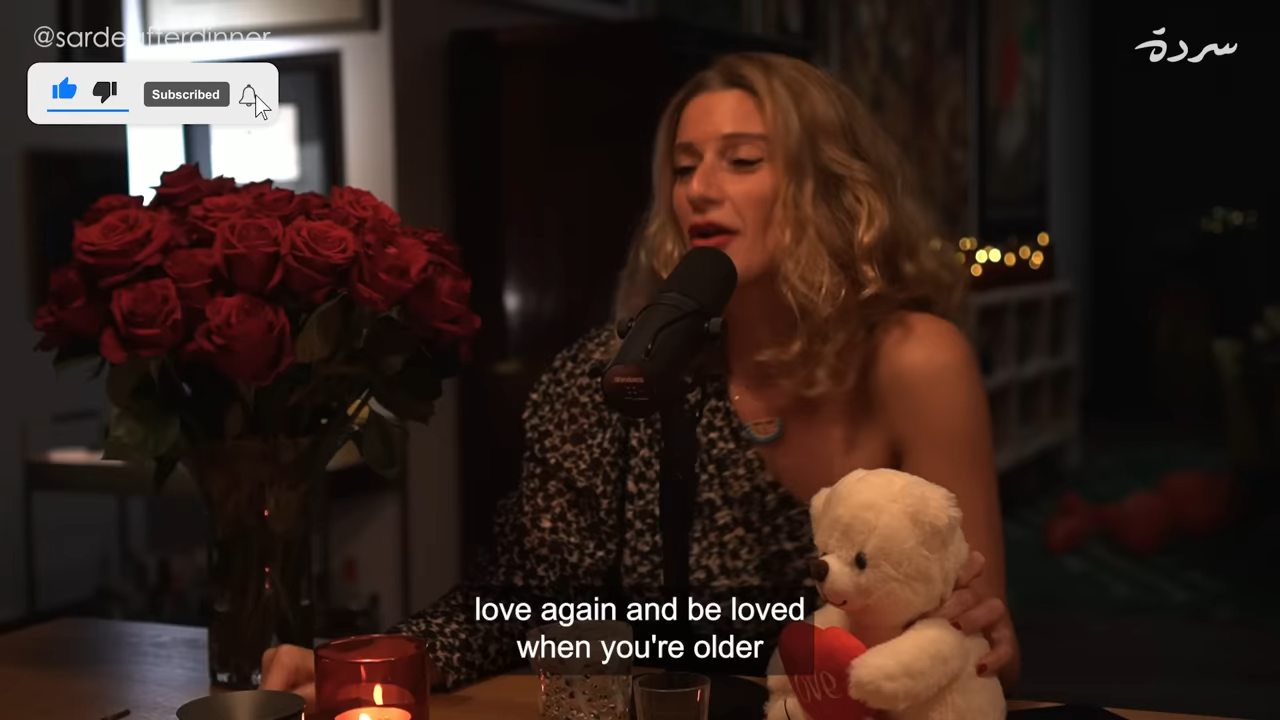 @sardeafterdinner
سردة
Subscribed
love again and be loved
when you're older
love